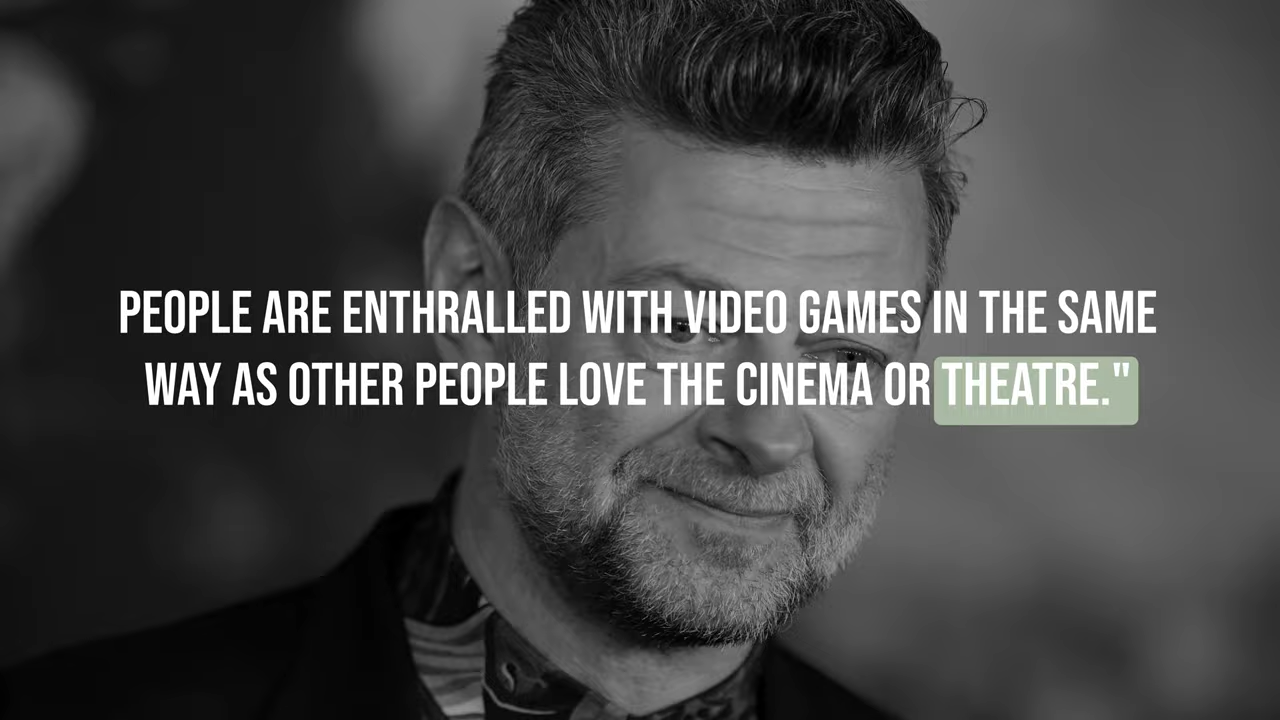 PEOPLE ARE ENTHRALLED WITH VIDEO GAMES IN THE SAME
WAY AS OTHER PEOPLE LOVE THE CINEMA OR THEATRE."